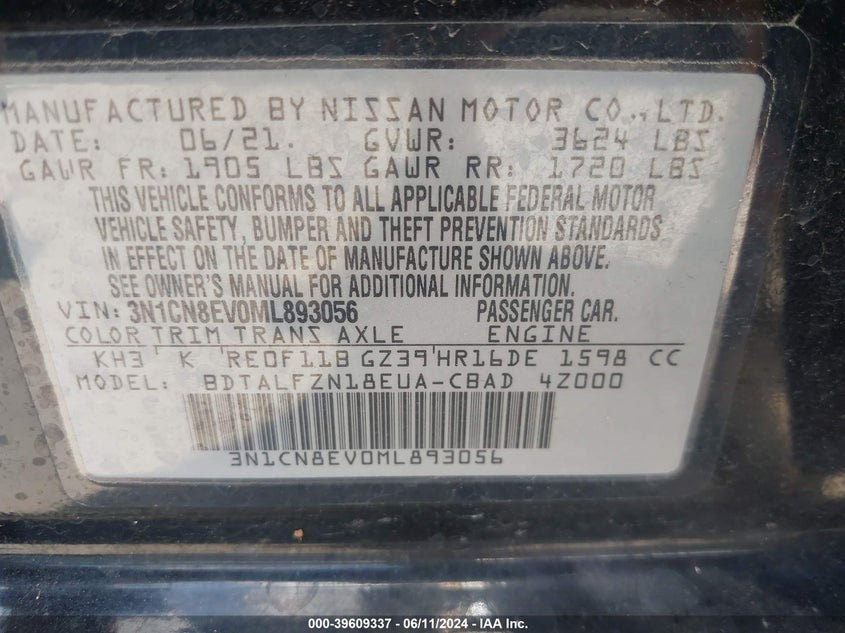 MANUFACTURED BY NISSAN MOTOR CO., LTD.
DATE: 06/21. GVWR: 3624 LBS
GAWR FR: 1905 LBS GAWR RR: 1720 LBS
THIS VEHICLE CONFORMS TO ALL APPLICABLE FEDERAL MOTOR
VEHICLE SAFETY, BUMPER AND THEFT PREVENTION STANDARDS
IN EFFECT ON THE DATE OF MANUFACTURE SHOWN ABOVE.
SEE OWNER'S MANUAL FOR ADDITIONAL INFORMATION.
VIN: 3N1CN8EV0ML893056 PASSENGER CAR.
COLOR TRIM TRANS AXLE ENGINE
KH3 K RE0F11B GZ39 HR16DE 1598 CC
MODEL: BDTALFZN18EUA-CBAD 4Z000
3N1CN8EV0ML893056
000-39609337 - 06/11/2024 - IAA Inc.